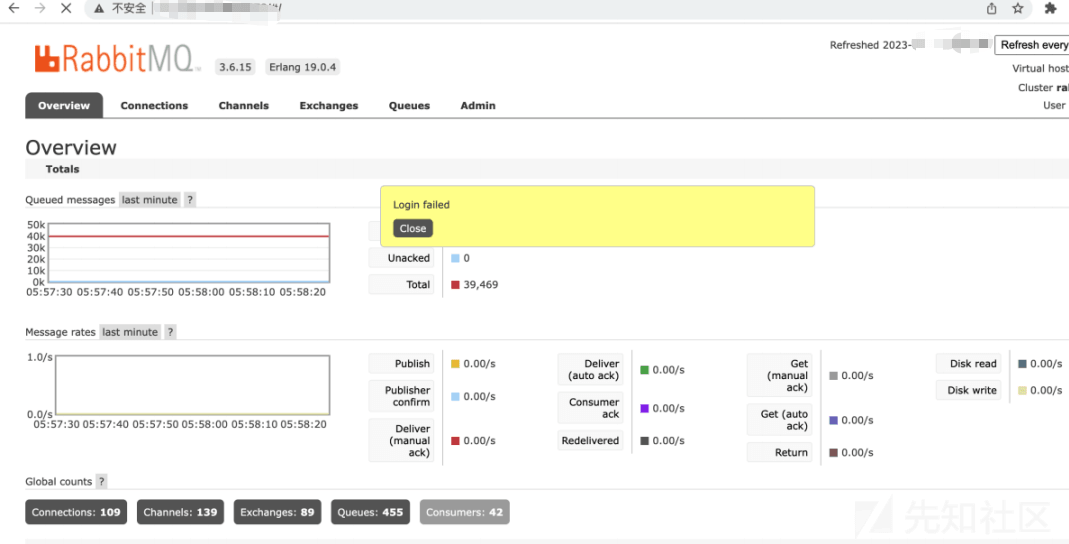 不安全
Refreshed 2023-
Refresh every
RabbitMQ 3.6.15 Erlang 19.0.4
Virtual host
Cluster ra
User
Overview Connections Channels Exchanges Queues Admin
Overview
Totals
Queued messages last minute ?
Login failed
Close
50k
40k
30k
20k
10k
0k
05:57:30 05:57:40 05:57:50 05:58:00 05:58:10 05:58:20
Unacked 0
Total 39,469
Message rates last minute ?
1.0/s
0.0/s
05:57:30 05:57:40 05:57:50 05:58:00 05:58:10 05:58:20
Publish 0.00/s
Publisher
confirm 0.00/s
Deliver
(manual
ack) 0.00/s
Deliver
(auto ack) 0.00/s
Consumer
ack 0.00/s
Redelivered 0.00/s
Get
(manual
ack) 0.00/s
Get (auto
ack) 0.00/s
Return 0.00/s
Disk read 0.00/s
Disk write 0.00/s
Global counts ?
Connections: 109 Channels: 139 Exchanges: 89 Queues: 455 Consumers: 42
先知社区